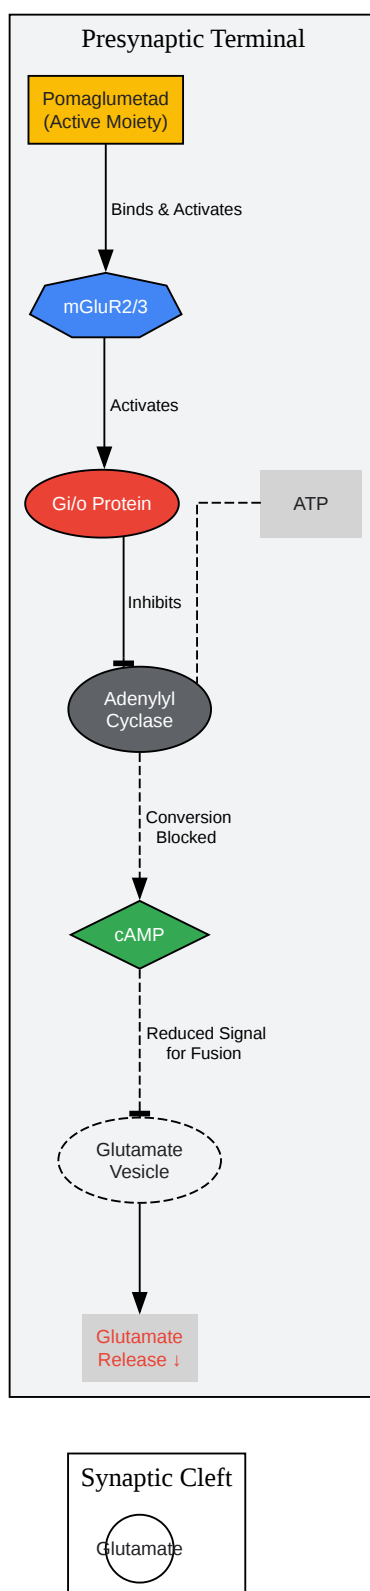 Presynaptic Terminal
Pomaglumetad
(Active Moiety)
Binds & Activates
mGluR2/3
Activates
Gi/o Protein
ATP
Inhibits
Adenylyl
Cyclase
Conversion
Blocked
cAMP
Reduced Signal
for Fusion
Glutamate
Vesicle
Glutamate
Release ↓
Synaptic Cleft
Glutamate